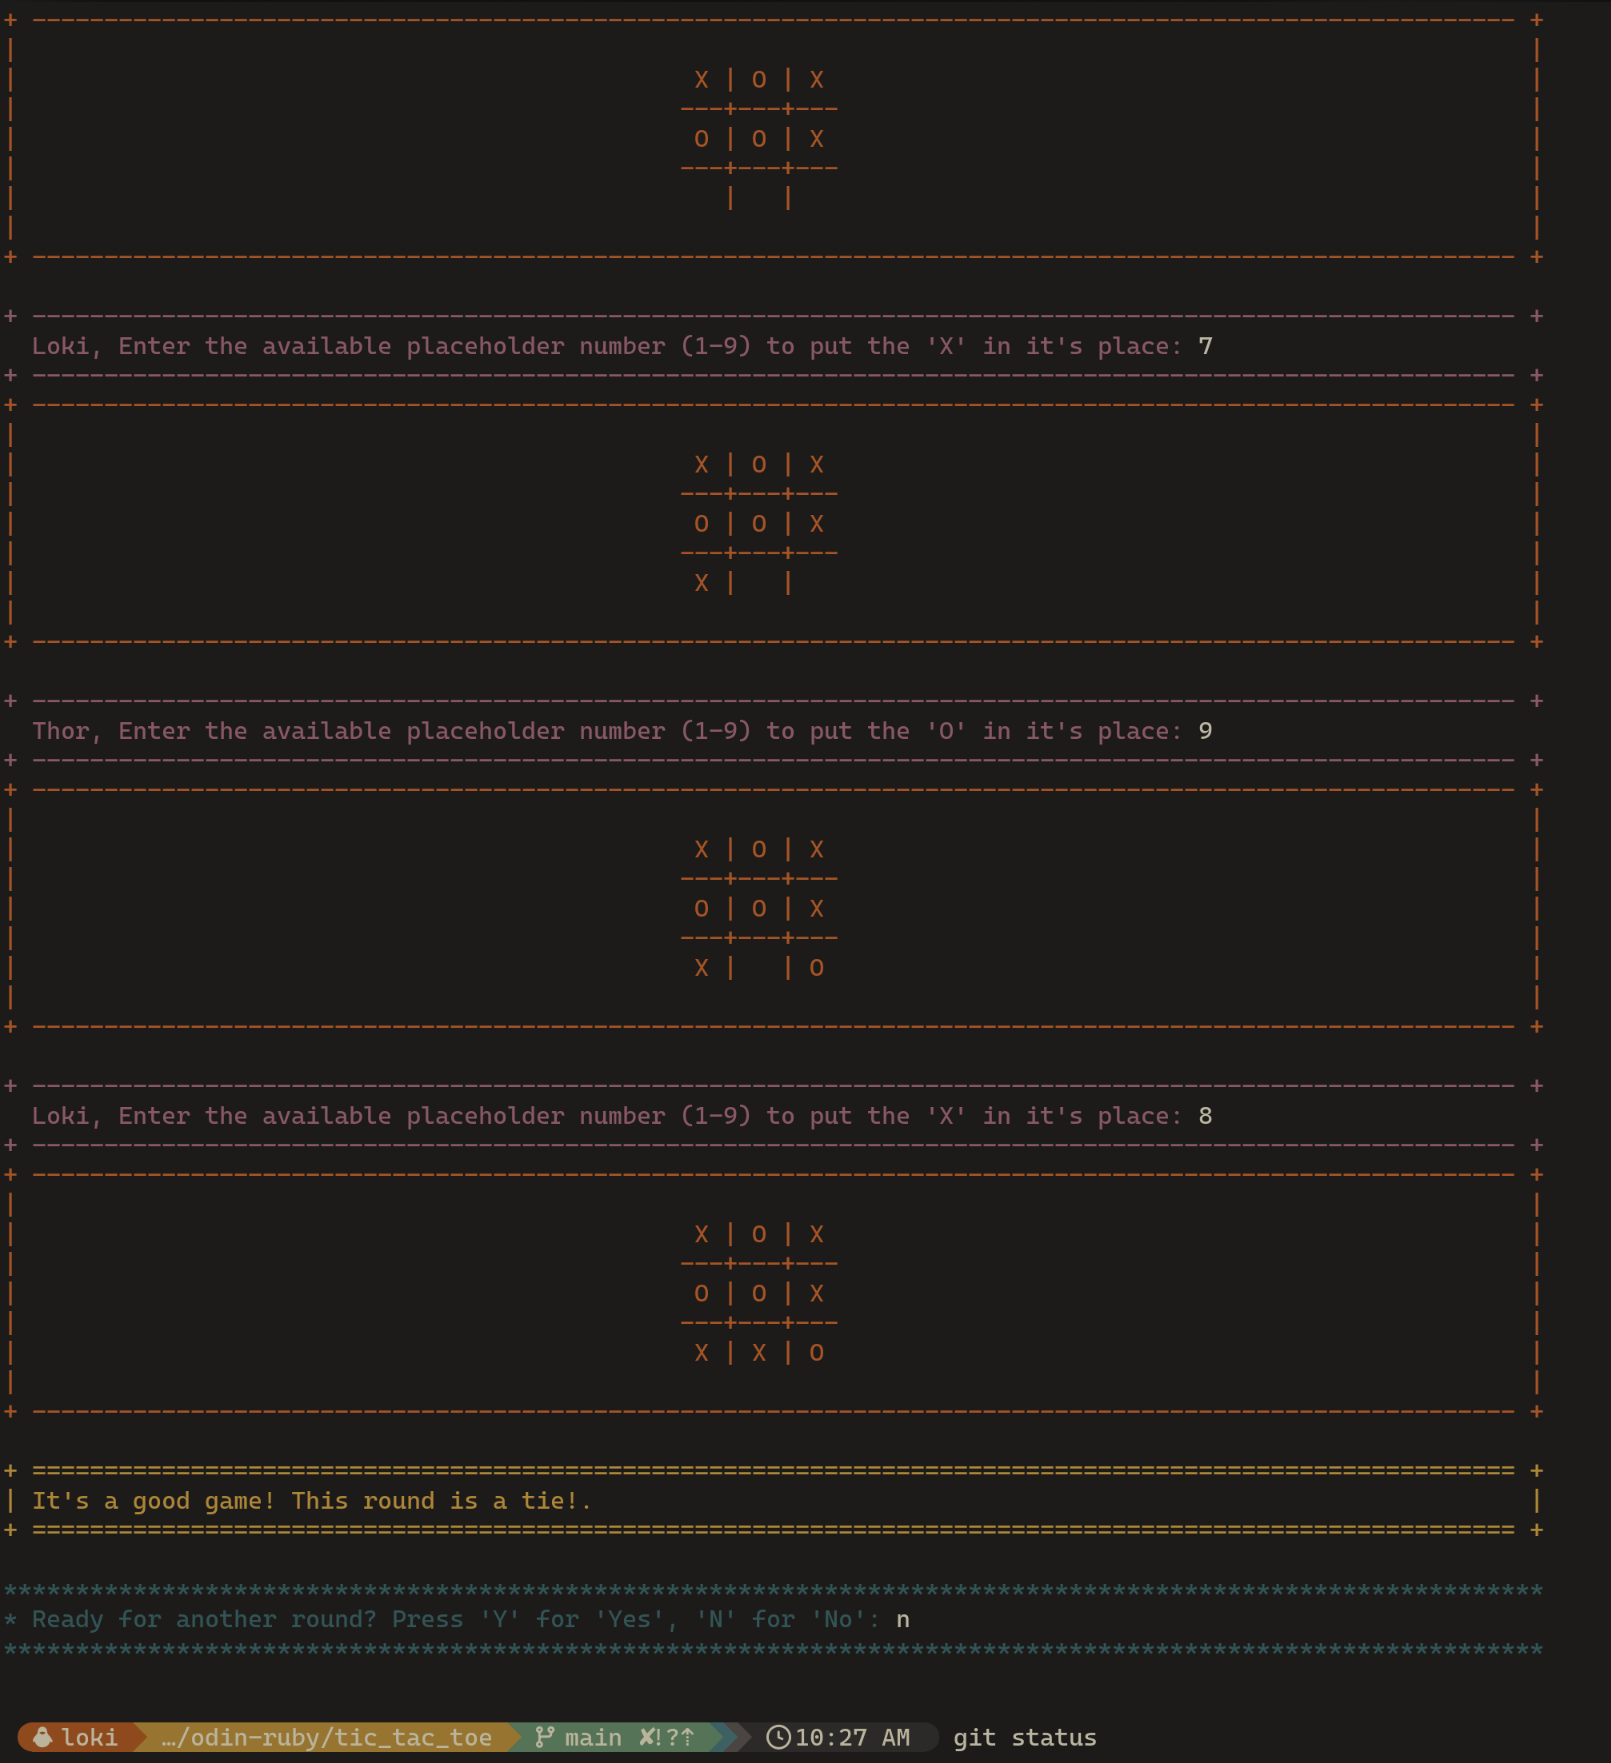 + ------------------------------------------------------------------------------------------------------- +
|                                                                                                         |
|                                               X | O | X                                                 |
|                                              ---+---+---                                                |
|                                               O | O | X                                                 |
|                                              ---+---+---                                                |
|                                                 |   |                                                   |
|                                                                                                         |
+ ------------------------------------------------------------------------------------------------------- +
+ ------------------------------------------------------------------------------------------------------- +
  Loki, Enter the available placeholder number (1-9) to put the 'X' in it's place: 7
+ ------------------------------------------------------------------------------------------------------- +
+ ------------------------------------------------------------------------------------------------------- +
|                                                                                                         |
|                                               X | O | X                                                 |
|                                              ---+---+---                                                |
|                                               O | O | X                                                 |
|                                              ---+---+---                                                |
|                                               X |   |                                                   |
|                                                                                                         |
+ ------------------------------------------------------------------------------------------------------- +
+ ------------------------------------------------------------------------------------------------------- +
  Thor, Enter the available placeholder number (1-9) to put the 'O' in it's place: 9
+ ------------------------------------------------------------------------------------------------------- +
+ ------------------------------------------------------------------------------------------------------- +
|                                                                                                         |
|                                               X | O | X                                                 |
|                                              ---+---+---                                                |
|                                               O | O | X                                                 |
|                                              ---+---+---                                                |
|                                               X |   | O                                                 |
|                                                                                                         |
+ ------------------------------------------------------------------------------------------------------- +
+ ------------------------------------------------------------------------------------------------------- +
  Loki, Enter the available placeholder number (1-9) to put the 'X' in it's place: 8
+ ------------------------------------------------------------------------------------------------------- +
+ ------------------------------------------------------------------------------------------------------- +
|                                                                                                         |
|                                               X | O | X                                                 |
|                                              ---+---+---                                                |
|                                               O | O | X                                                 |
|                                              ---+---+---                                                |
|                                               X | X | O                                                 |
|                                                                                                         |
+ ------------------------------------------------------------------------------------------------------- +
+ ======================================================================================================= +
| It's a good game! This round is a tie!.                                                                 |
+ ======================================================================================================= +
***********************************************************************************************************
* Ready for another round? Press 'Y' for 'Yes', 'N' for 'No': n
***********************************************************************************************************
loki …/odin-ruby/tic_tac_toe main ✘!?⇡ 10:27 AM git status